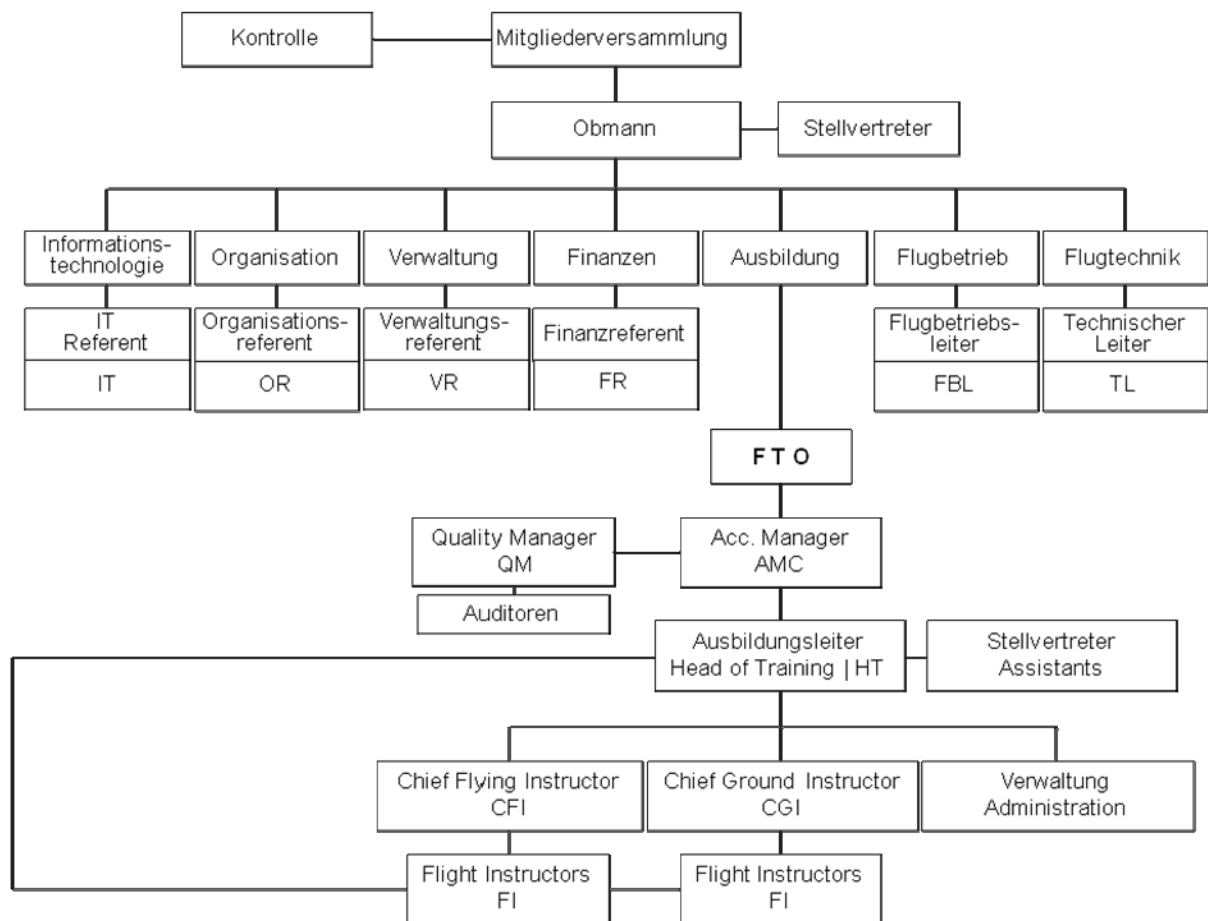 Kontrolle
Mitgliederversammlung
Obmann
Stellvertreter
Informations-
technologie
Organisation
Verwaltung
Finanzen
Ausbildung
Flugbetrieb
Flugtechnik
IT
Referent
IT
Organisations-
referent
OR
Verwaltungs-
referent
VR
Finanzreferent
FR
Flugbetriebs-
leiter
FBL
Technischer
Leiter
TL
F T O
Quality Manager
QM
Acc. Manager
AMC
Auditoren
Ausbildungsleiter
Head of Training | HT
Stellvertreter
Assistants
Chief Flying Instructor
CFI
Chief Ground Instructor
CGI
Verwaltung
Administration
Flight Instructors
FI
Flight Instructors
FI